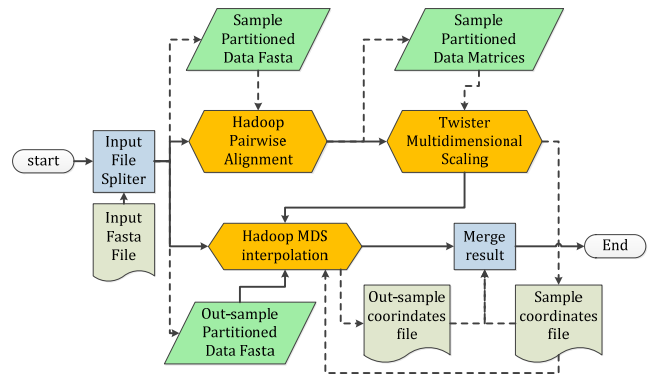 Sample
Partitioned
Data Fasta
Sample
Partitioned
Data Matrices
Hadoop
Pairwise
Alignment
Twister
Multidimensional
Scaling
start
Input
File
Spliter
Input
Fasta
File
Hadoop MDS
interpolation
Merge
result
End
Out-sample
Partitioned
Data Fasta
Out-sample
coorindates
file
Sample
coordinates
file